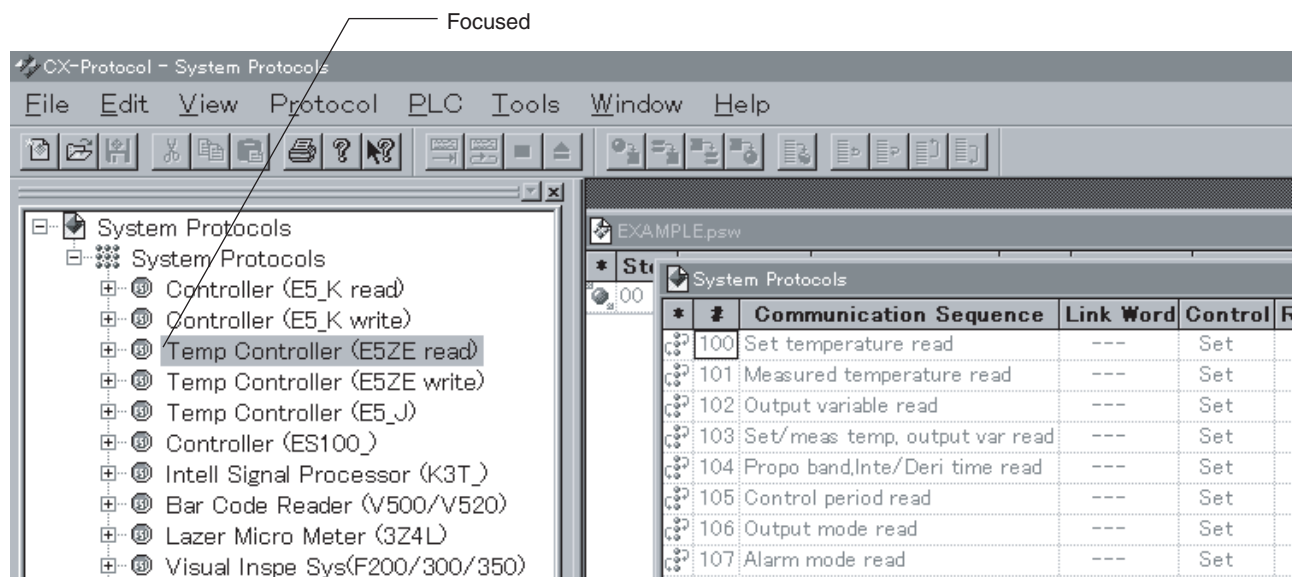 Focused
CX-Protocol - System Protocols
File Edit View Protocol PLC Tools Window Help
System Protocols
System Protocols
Controller (E5_K read)
Controller (E5_K write)
Temp Controller (E5ZE read)
Temp Controller (E5ZE write)
Temp Controller (E5_J)
Controller (ES100_)
Intell Signal Processor (K3T_)
Bar Code Reader (V500/V520)
Lazer Micro Meter (3Z4L)
Visual Inspe Sys(F200/300/350)
EXAMPLE.psw
* Ste
00
System Protocols
* # Communication Sequence Link Word Control R
100 Set temperature read --- Set
101 Measured temperature read --- Set
102 Output variable read --- Set
103 Set/meas temp, output var read --- Set
104 Propo band,Inte/Deri time read --- Set
105 Control period read --- Set
106 Output mode read --- Set
107 Alarm mode read --- Set